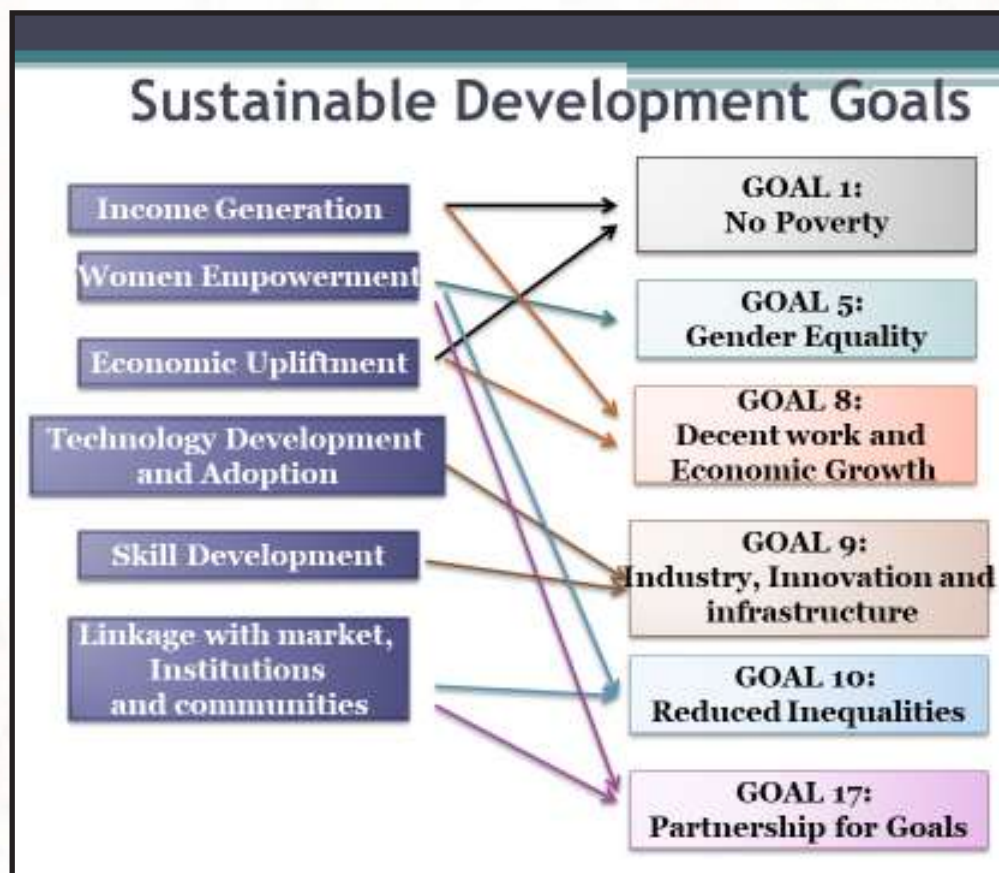 Sustainable Development Goals
Income Generation
Women Empowerment
Economic Upliftment
Technology Development
and Adoption
Skill Development
Linkage with market,
Institutions
and communities
GOAL 1:
No Poverty
GOAL 5:
Gender Equality
GOAL 8:
Decent work and
Economic Growth
GOAL 9:
Industry, Innovation and
infrastructure
GOAL 10:
Reduced Inequalities
GOAL 17:
Partnership for Goals